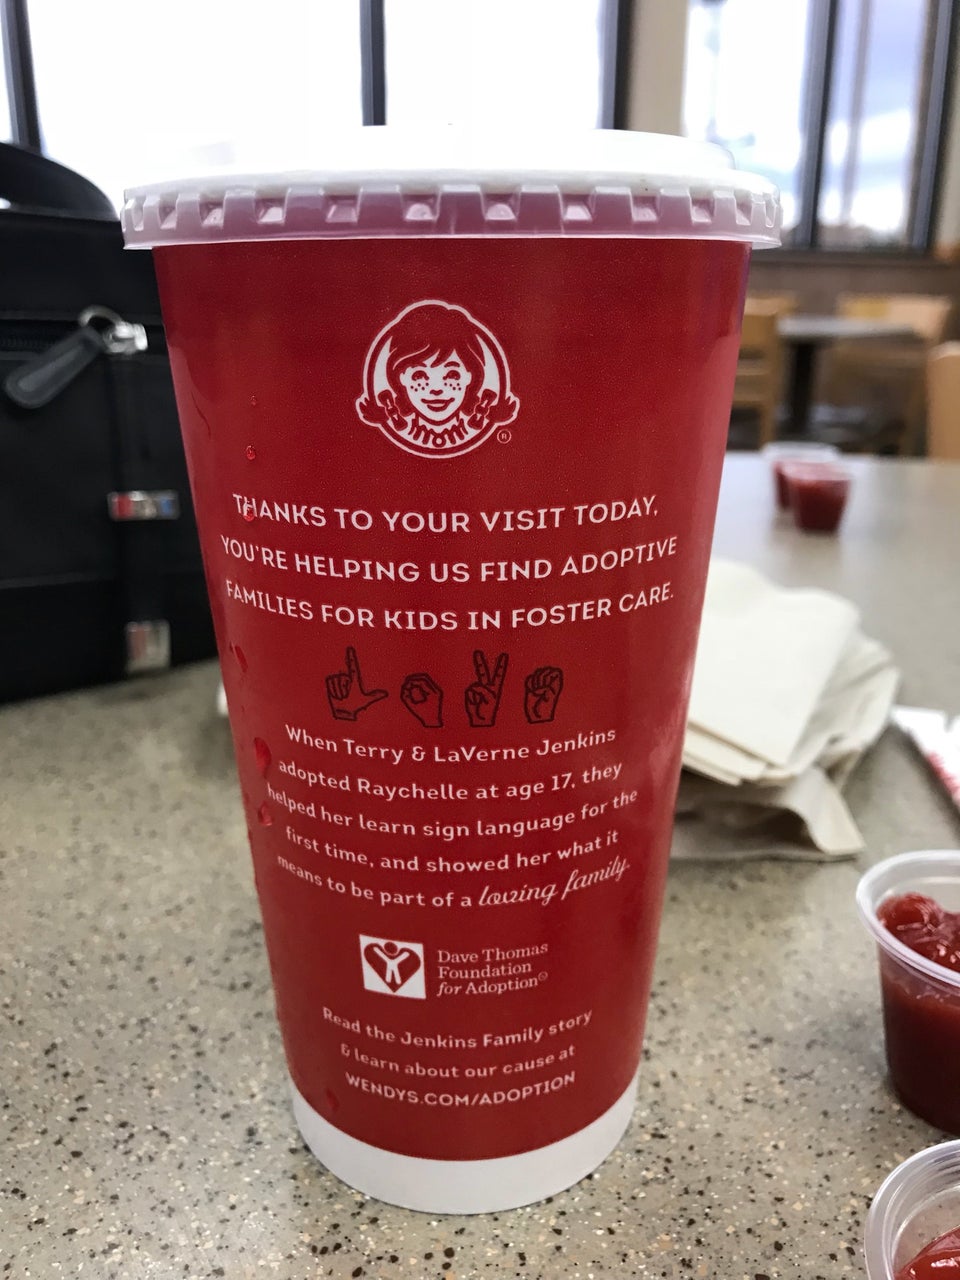 THANKS TO YOUR VISIT TODAY,
YOU'RE HELPING US FIND ADOPTIVE
FAMILIES FOR KIDS IN FOSTER CARE.
When Terry & LaVerne Jenkins
adopted Raychelle at age 17, they
helped her learn sign language for the
first time, and showed her what it
means to be part of a loving family.
Dave Thomas
Foundation
for Adoption
Read the Jenkins Family story
& learn about our cause at
WENDYS.COM/ADOPTION